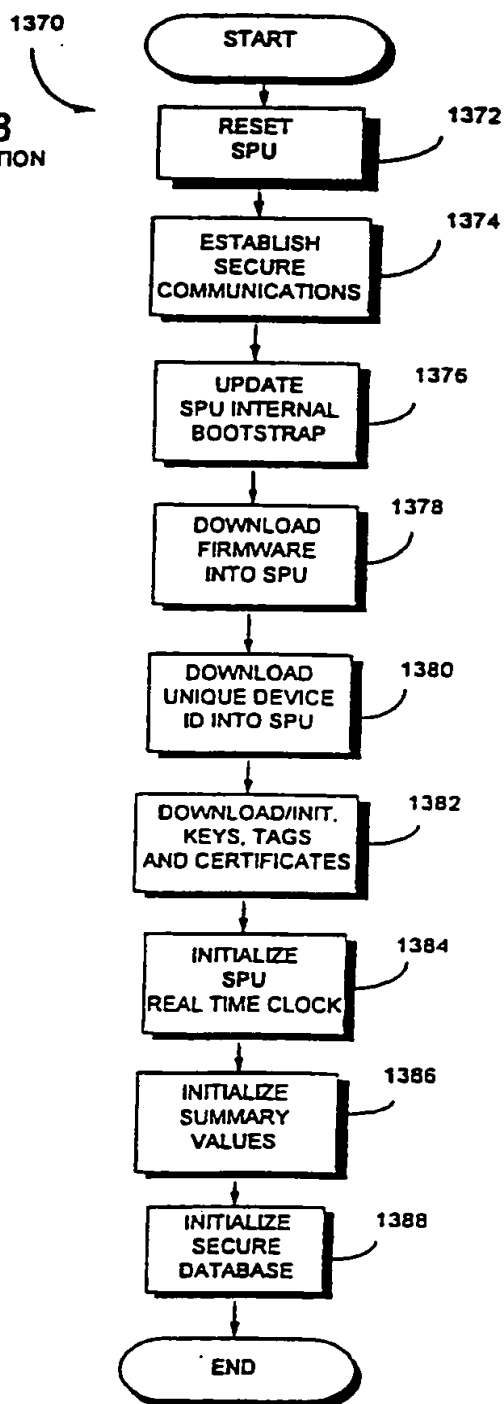 1370
START
8
TION
RESET
SPU
1372
ESTABLISH
SECURE
COMMUNICATIONS
1374
UPDATE
SPU INTERNAL
BOOTSTRAP
1376
DOWNLOAD
FIRMWARE
INTO SPU
1378
DOWNLOAD
UNIQUE DEVICE
ID INTO SPU
1380
DOWNLOAD/INIT.
KEYS, TAGS
AND CERTIFICATES
1382
INITIALIZE
SPU
REAL TIME CLOCK
1384
INITIALIZE
SUMMARY
VALUES
1386
INITIALIZE
SECURE
DATABASE
1388
END